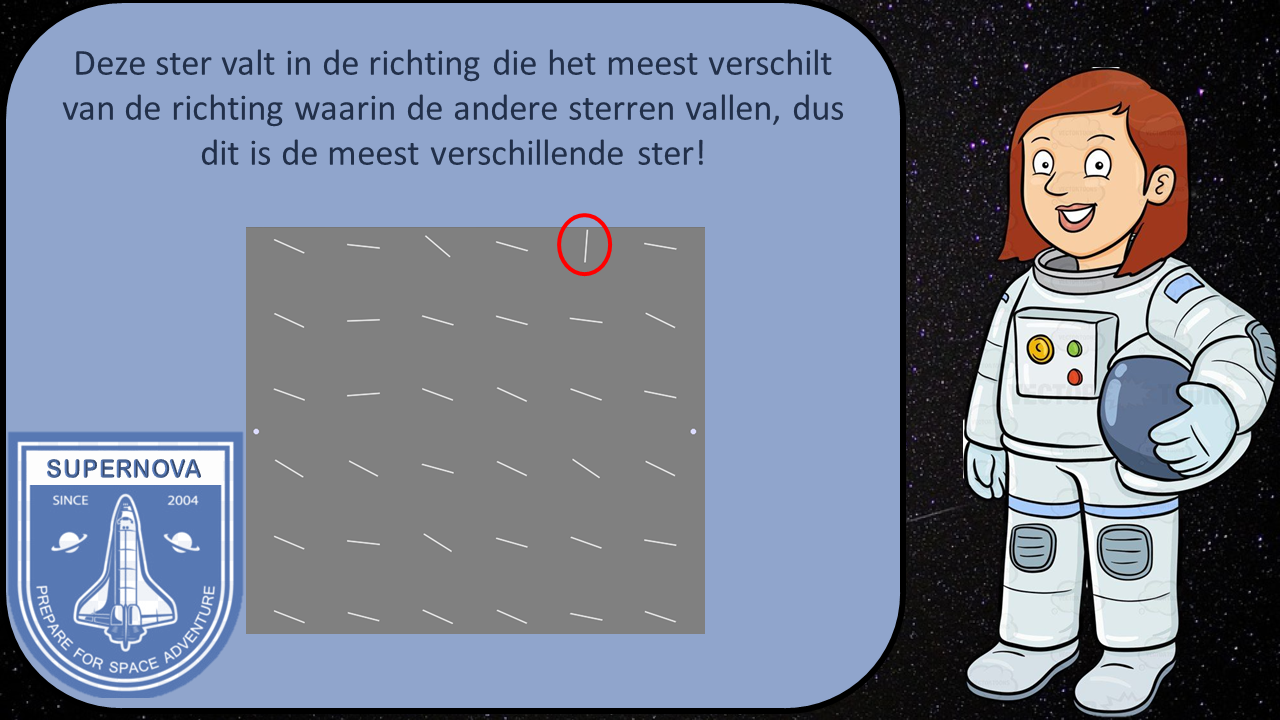 Deze ster valt in de richting die het meest verschilt
van de richting waarin de andere sterren vallen, dus
dit is de meest verschillende ster!
SUPERNOVA
SINCE 2004
PREPARE FOR SPACE ADVENTURE